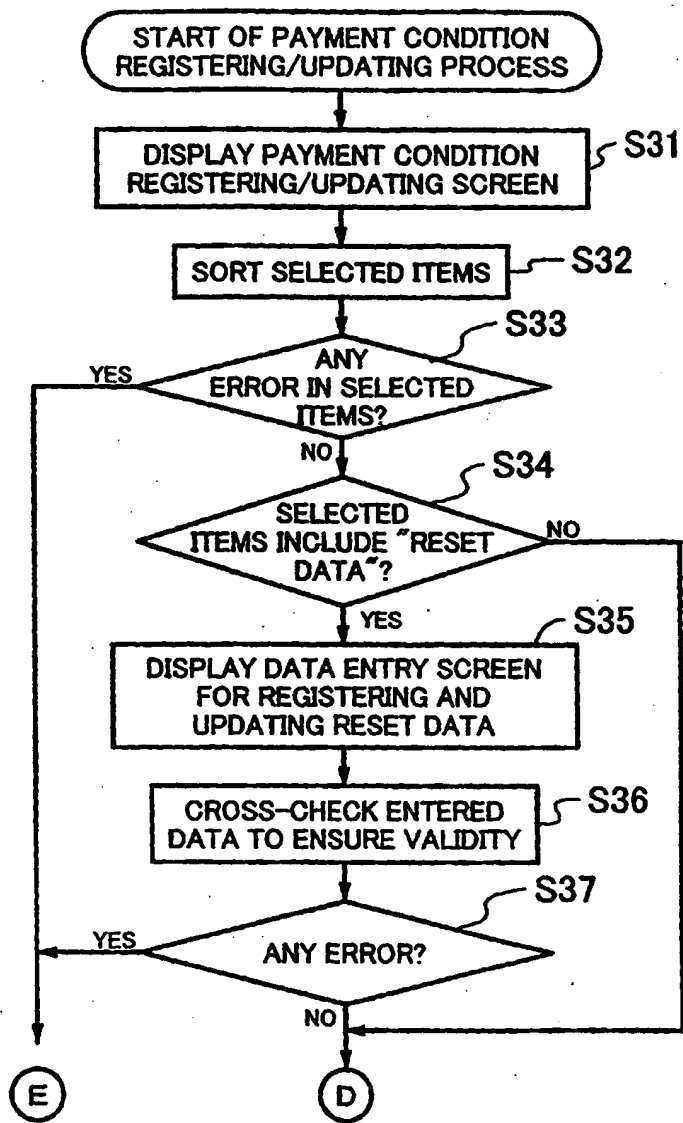 START OF PAYMENT CONDITION
REGISTERING/UPDATING PROCESS
DISPLAY PAYMENT CONDITION
REGISTERING/UPDATING SCREEN
S31
SORT SELECTED ITEMS
S32
S33
ANY
ERROR IN SELECTED
ITEMS?
YES
NO
S34
SELECTED
ITEMS INCLUDE "RESET
DATA"?
NO
YES
S35
DISPLAY DATA ENTRY SCREEN
FOR REGISTERING AND
UPDATING RESET DATA
CROSS-CHECK ENTERED
DATA TO ENSURE VALIDITY
S36
S37
YES
ANY ERROR?
NO
E
D